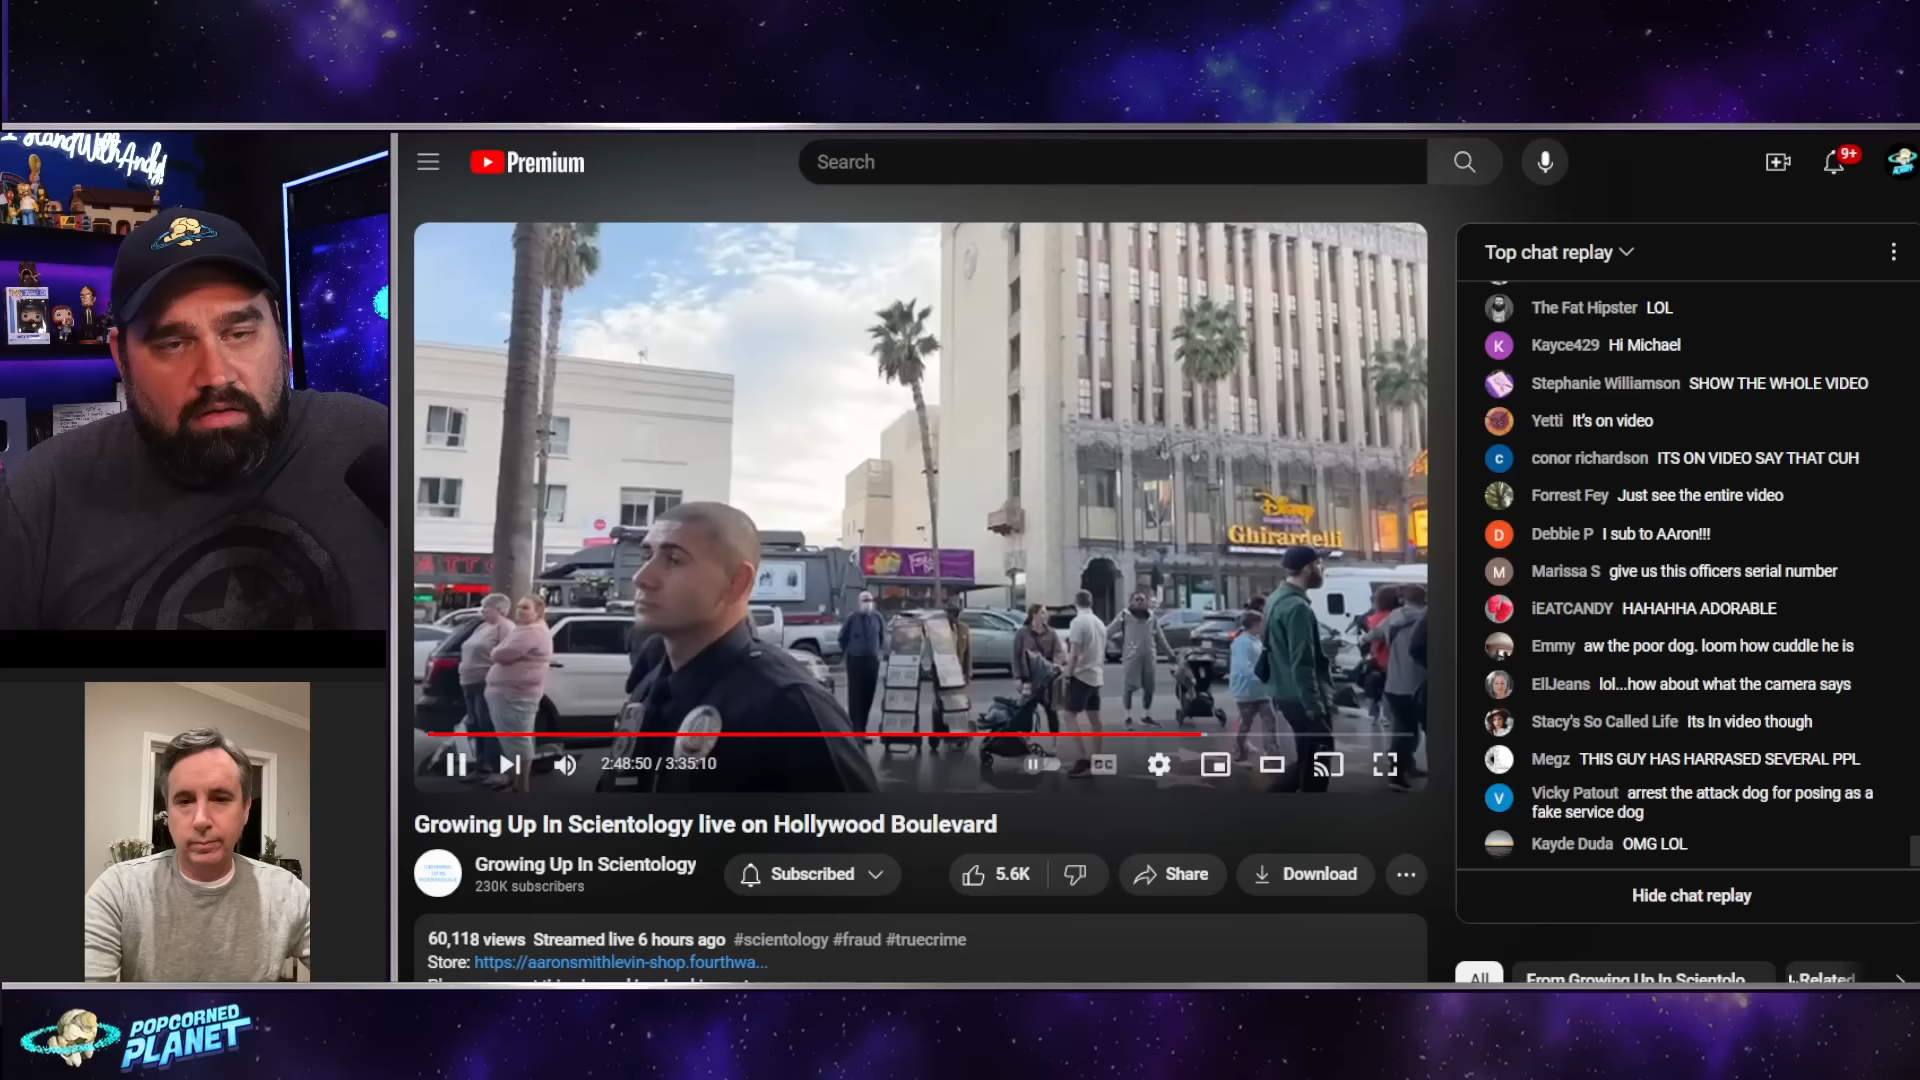 I StandWithAndy!
Premium
Search
9+
Top chat replay
The Fat Hipster LOL
K
Kayce429 Hi Michael
Stephanie Williamson SHOW THE WHOLE VIDEO
Yetti It's on video
c
conor richardson ITS ON VIDEO SAY THAT CUH
Forrest Fey Just see the entire video
D
Debbie P I sub to AAron!!!
M
Marissa S give us this officers serial number
iEATCANDY HAHAHHA ADORABLE
Emmy aw the poor dog. loom how cuddle he is
EllJeans lol...how about what the camera says
Stacy's So Called Life Its In video though
Megz THIS GUY HAS HARRASED SEVERAL PPL
V
Vicky Patout arrest the attack dog for posing as a
fake service dog
Kayde Duda OMG LOL
Hide chat replay
Disney
Ghirardelli
2:48:50 / 3:35:10
CC
Growing Up In Scientology live on Hollywood Boulevard
Growing Up In Scientology
230K subscribers
Subscribed
5.6K
Share
Download
60,118 views Streamed live 6 hours ago #scientology #fraud #truecrime
Store: https://aaronsmithlevin-shop.fourthwa...
All
From Growing Up In Scientolo
Related
POPCORNED
PLANET